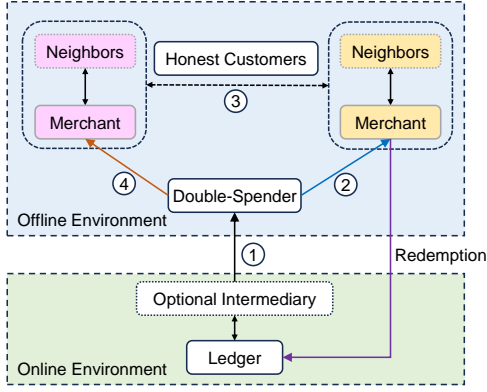 Neighbors
Honest Customers
Neighbors
3
Merchant
Merchant
4
2
Double-Spender
Offline Environment
1
Redemption
Optional Intermediary
Ledger
Online Environment